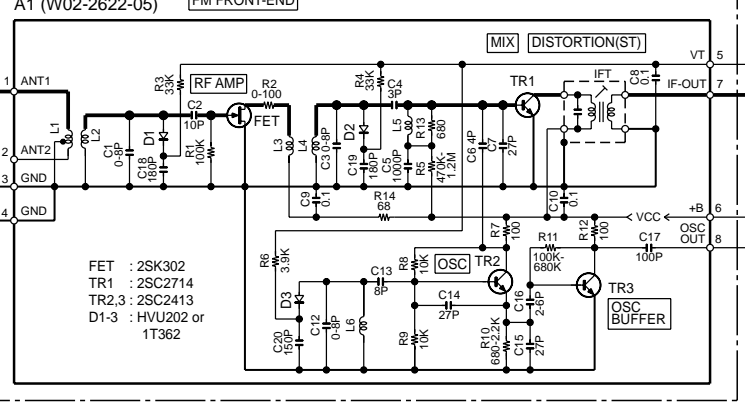 A1 (W02-2622-05)
FM FRONT-END
MIX
DISTORTION(ST)
VT 5
1 ANT1
R3 33K
RF AMP
R2 0-100
R4 33K
C4 3P
TR1
IFT
C8 0.1
IF-OUT 7
C2 10P
FET
L1
L2
C1 0-8P
D1
C18 180P
R1 100K
L3
L4
C3 0-8P
D2
C19 180P
C5 1000P
L5
R13 680
R5 470K-1.2M
C6 4P
C7 27P
2 ANT2
3 GND
4 GND
C9 0.1
R14 68
C10 0.1
VCC
+B 6
OSC OUT 8
R7 100
R12 100
R11 100K-680K
C17 100P
R6 3.9K
R8 10K
OSC
TR2
C13 8P
C14 27P
D3
C12 0-8P
L6
C20 150P
R9 10K
R10 680-2.2K
C16 2-6P
C15 27P
TR3
OSC BUFFER
FET : 2SK302
TR1 : 2SC2714
TR2,3 : 2SC2413
D1-3 : HVU202 or
1T362